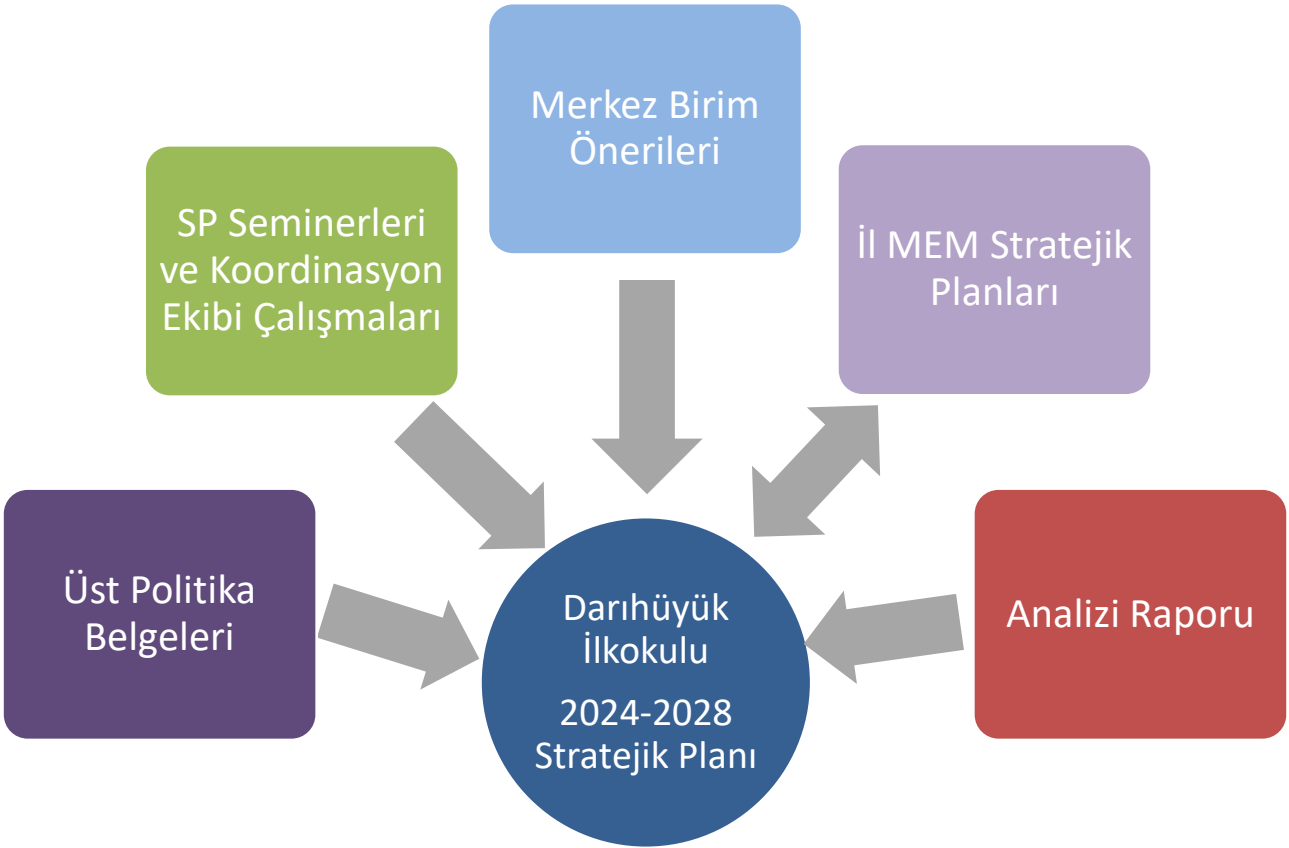 Merkez Birim
Önerileri
SP Seminerleri
ve Koordinasyon
Ekibi Çalışmaları
İl MEM Stratejik
Planları
Üst Politika
Belgeleri
Analizi Raporu
Darıhüyük
İlkokulu
2024-2028
Stratejik Planı